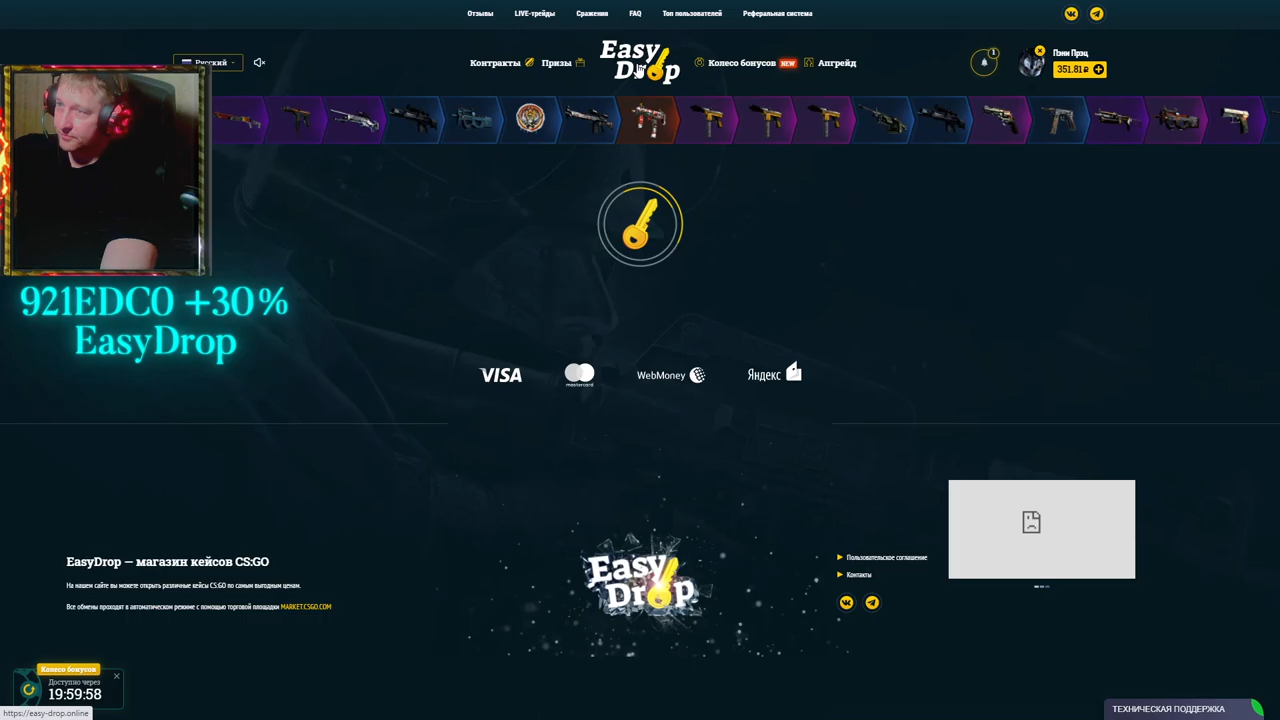 Отзывы
LIVE-трейды
Сражения
FAQ
Топ пользователей
Реферальная система
Русский
Контракты
Призы
Easy Drop
Колесо бонусов NEW
Апгрейд
1
Пэни Прэц
351.81 ₽
921EDC0 +30%
EasyDrop
VISA
mastercard
WebMoney
Яндекс
EasyDrop — магазин кейсов CS:GO
На нашем сайте вы можете открыть различные кейсы CS:GO по самым выгодным ценам.
Все обмены проходят в автоматическом режиме с помощью торговой площадки MARKET.CSGO.COM
Easy Drop
Пользовательское соглашение
Контакты
Колесо бонусов
Доступно через
19:59:58
https://easy-drop.online
ТЕХНИЧЕСКАЯ ПОДДЕРЖКА